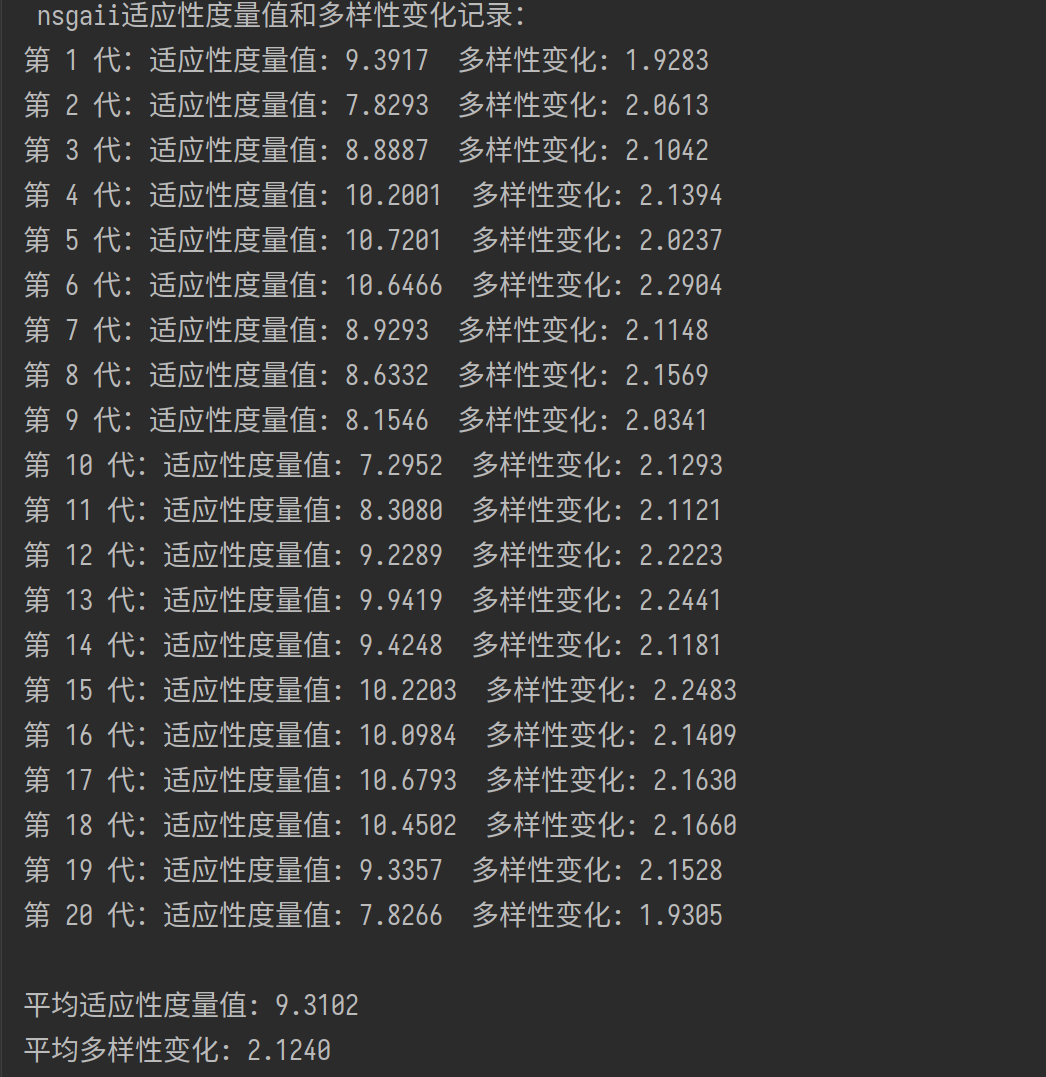 nsgaii适应性度量值和多样性变化记录:
第 1 代: 适应性度量值: 9.3917  多样性变化: 1.9283
第 2 代: 适应性度量值: 7.8293  多样性变化: 2.0613
第 3 代: 适应性度量值: 8.8887  多样性变化: 2.1042
第 4 代: 适应性度量值: 10.2001  多样性变化: 2.1394
第 5 代: 适应性度量值: 10.7201  多样性变化: 2.0237
第 6 代: 适应性度量值: 10.6466  多样性变化: 2.2904
第 7 代: 适应性度量值: 8.9293  多样性变化: 2.1148
第 8 代: 适应性度量值: 8.6332  多样性变化: 2.1569
第 9 代: 适应性度量值: 8.1546  多样性变化: 2.0341
第 10 代: 适应性度量值: 7.2952  多样性变化: 2.1293
第 11 代: 适应性度量值: 8.3080  多样性变化: 2.1121
第 12 代: 适应性度量值: 9.2289  多样性变化: 2.2223
第 13 代: 适应性度量值: 9.9419  多样性变化: 2.2441
第 14 代: 适应性度量值: 9.4248  多样性变化: 2.1181
第 15 代: 适应性度量值: 10.2203  多样性变化: 2.2483
第 16 代: 适应性度量值: 10.0984  多样性变化: 2.1409
第 17 代: 适应性度量值: 10.6793  多样性变化: 2.1630
第 18 代: 适应性度量值: 10.4502  多样性变化: 2.1660
第 19 代: 适应性度量值: 9.3357  多样性变化: 2.1528
第 20 代: 适应性度量值: 7.8266  多样性变化: 1.9305
平均适应性度量值: 9.3102
平均多样性变化: 2.1240